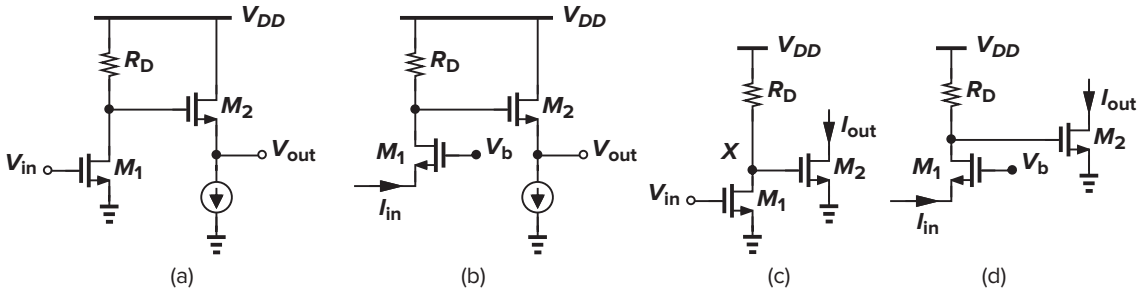 V_DD
R_D
M_2
V_in
M_1
V_out
(a)
V_DD
R_D
M_2
M_1
V_b
V_out
I_in
(b)
V_DD
R_D
I_out
X
M_2
V_in
M_1
(c)
V_DD
R_D
I_out
M_2
M_1
V_b
I_in
(d)